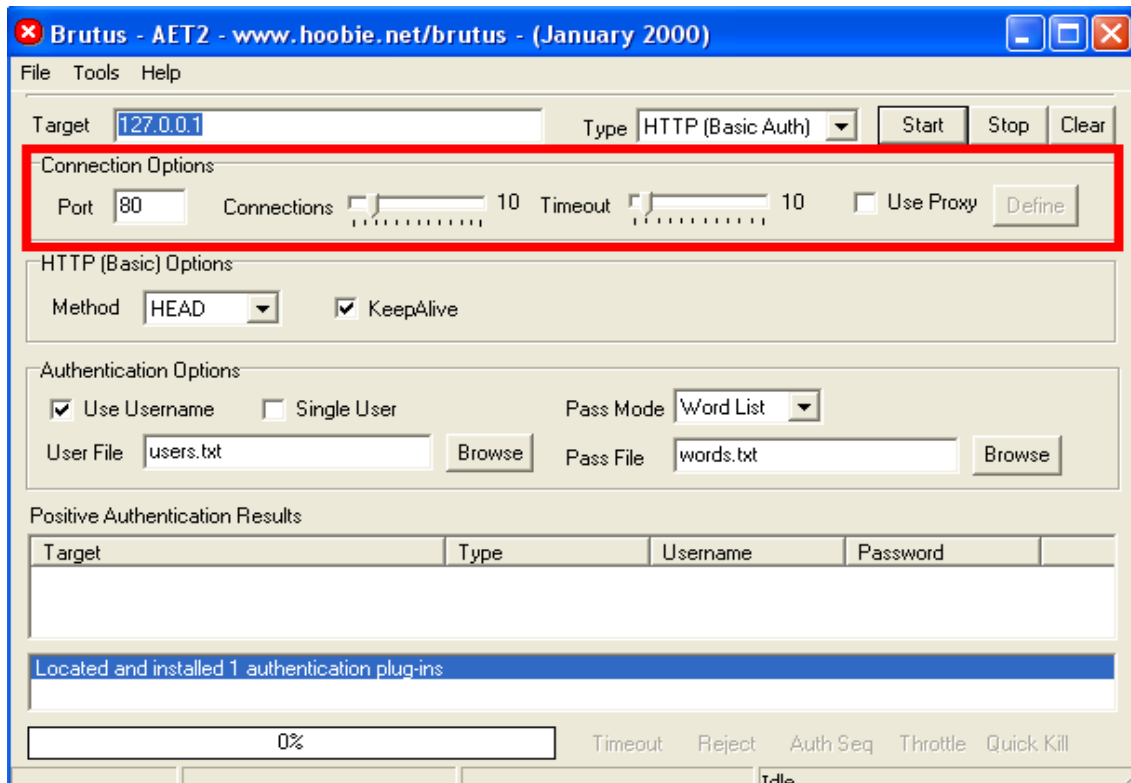 Brutus - AET2 - www.hoobie.net/brutus - (January 2000)
File Tools Help
Target 127.0.0.1 Type HTTP (Basic Auth) Start Stop Clear
Connection Options
Port 80 Connections 10 Timeout 10 Use Proxy Define
HTTP (Basic) Options
Method HEAD KeepAlive
Authentication Options
Use Username Single User Pass Mode Word List
User File users.txt Browse Pass File words.txt Browse
Positive Authentication Results
Target Type Username Password
Located and installed 1 authentication plug-ins
0% Timeout Reject Auth Seq Throttle Quick Kill
Idle